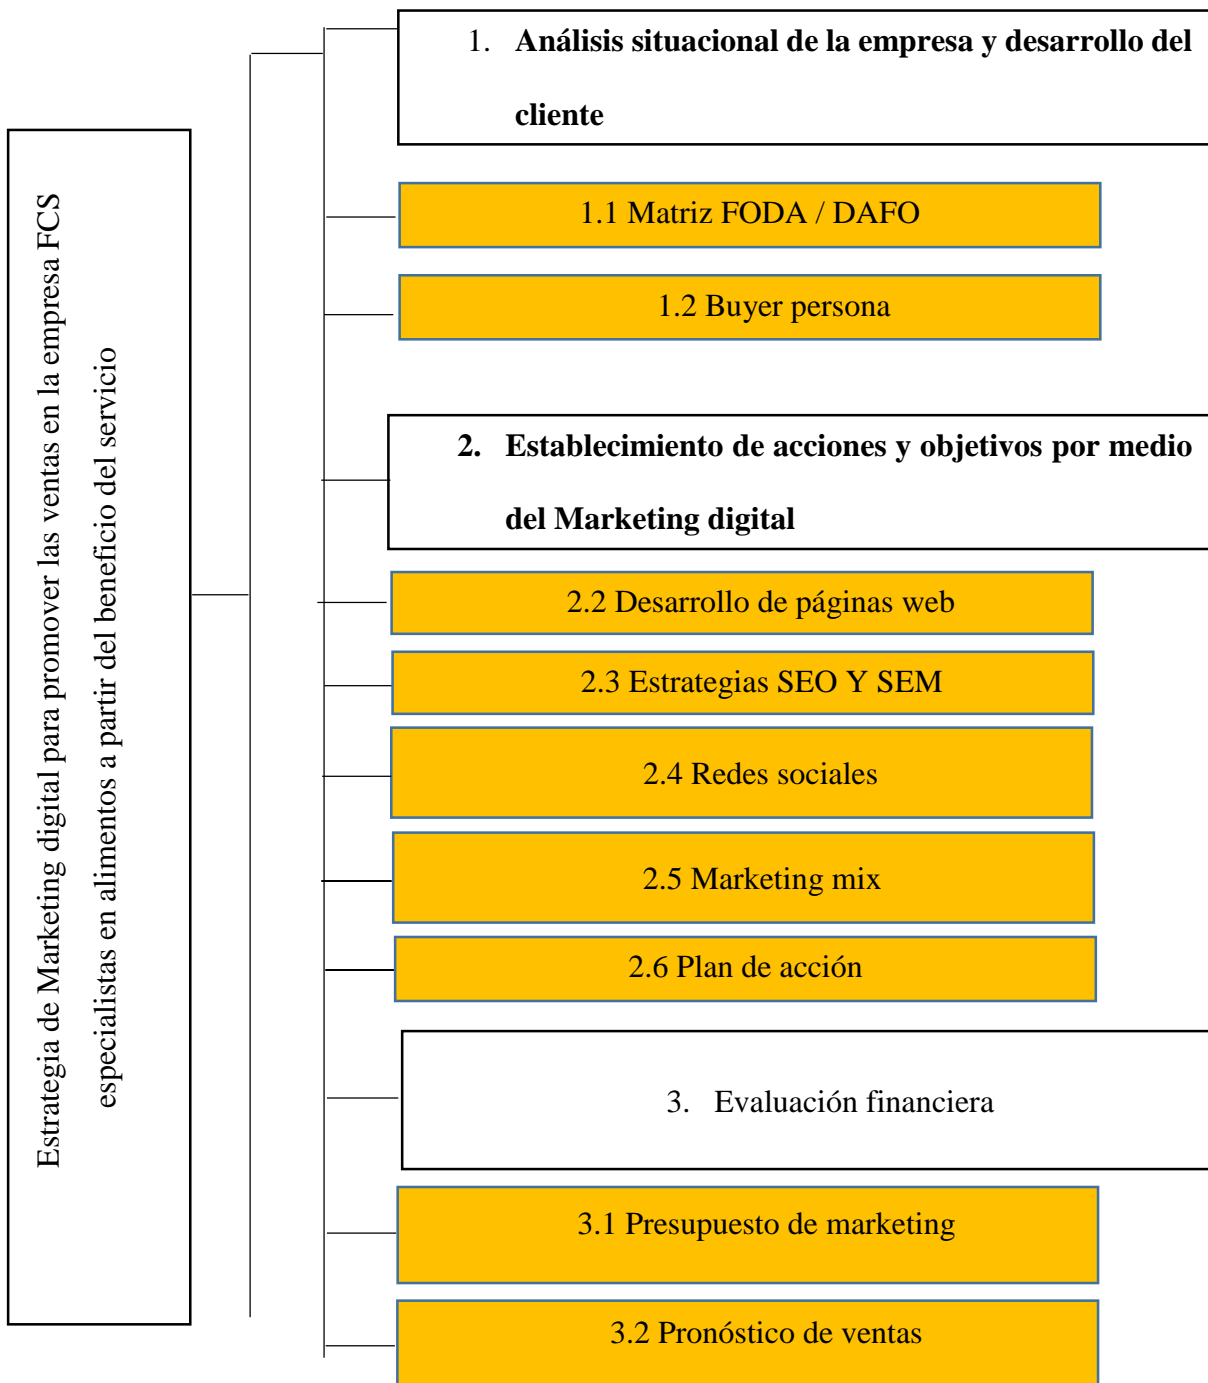 Estrategia de Marketing digital para promover las ventas en la empresa FCS
especialistas en alimentos a partir del beneficio del servicio
1. Análisis situacional de la empresa y desarrollo del
cliente
1.1 Matriz FODA / DAFO
1.2 Buyer persona
2. Establecimiento de acciones y objetivos por medio
del Marketing digital
2.2 Desarrollo de páginas web
2.3 Estrategias SEO Y SEM
2.4 Redes sociales
2.5 Marketing mix
2.6 Plan de acción
3. Evaluación financiera
3.1 Presupuesto de marketing
3.2 Pronóstico de ventas